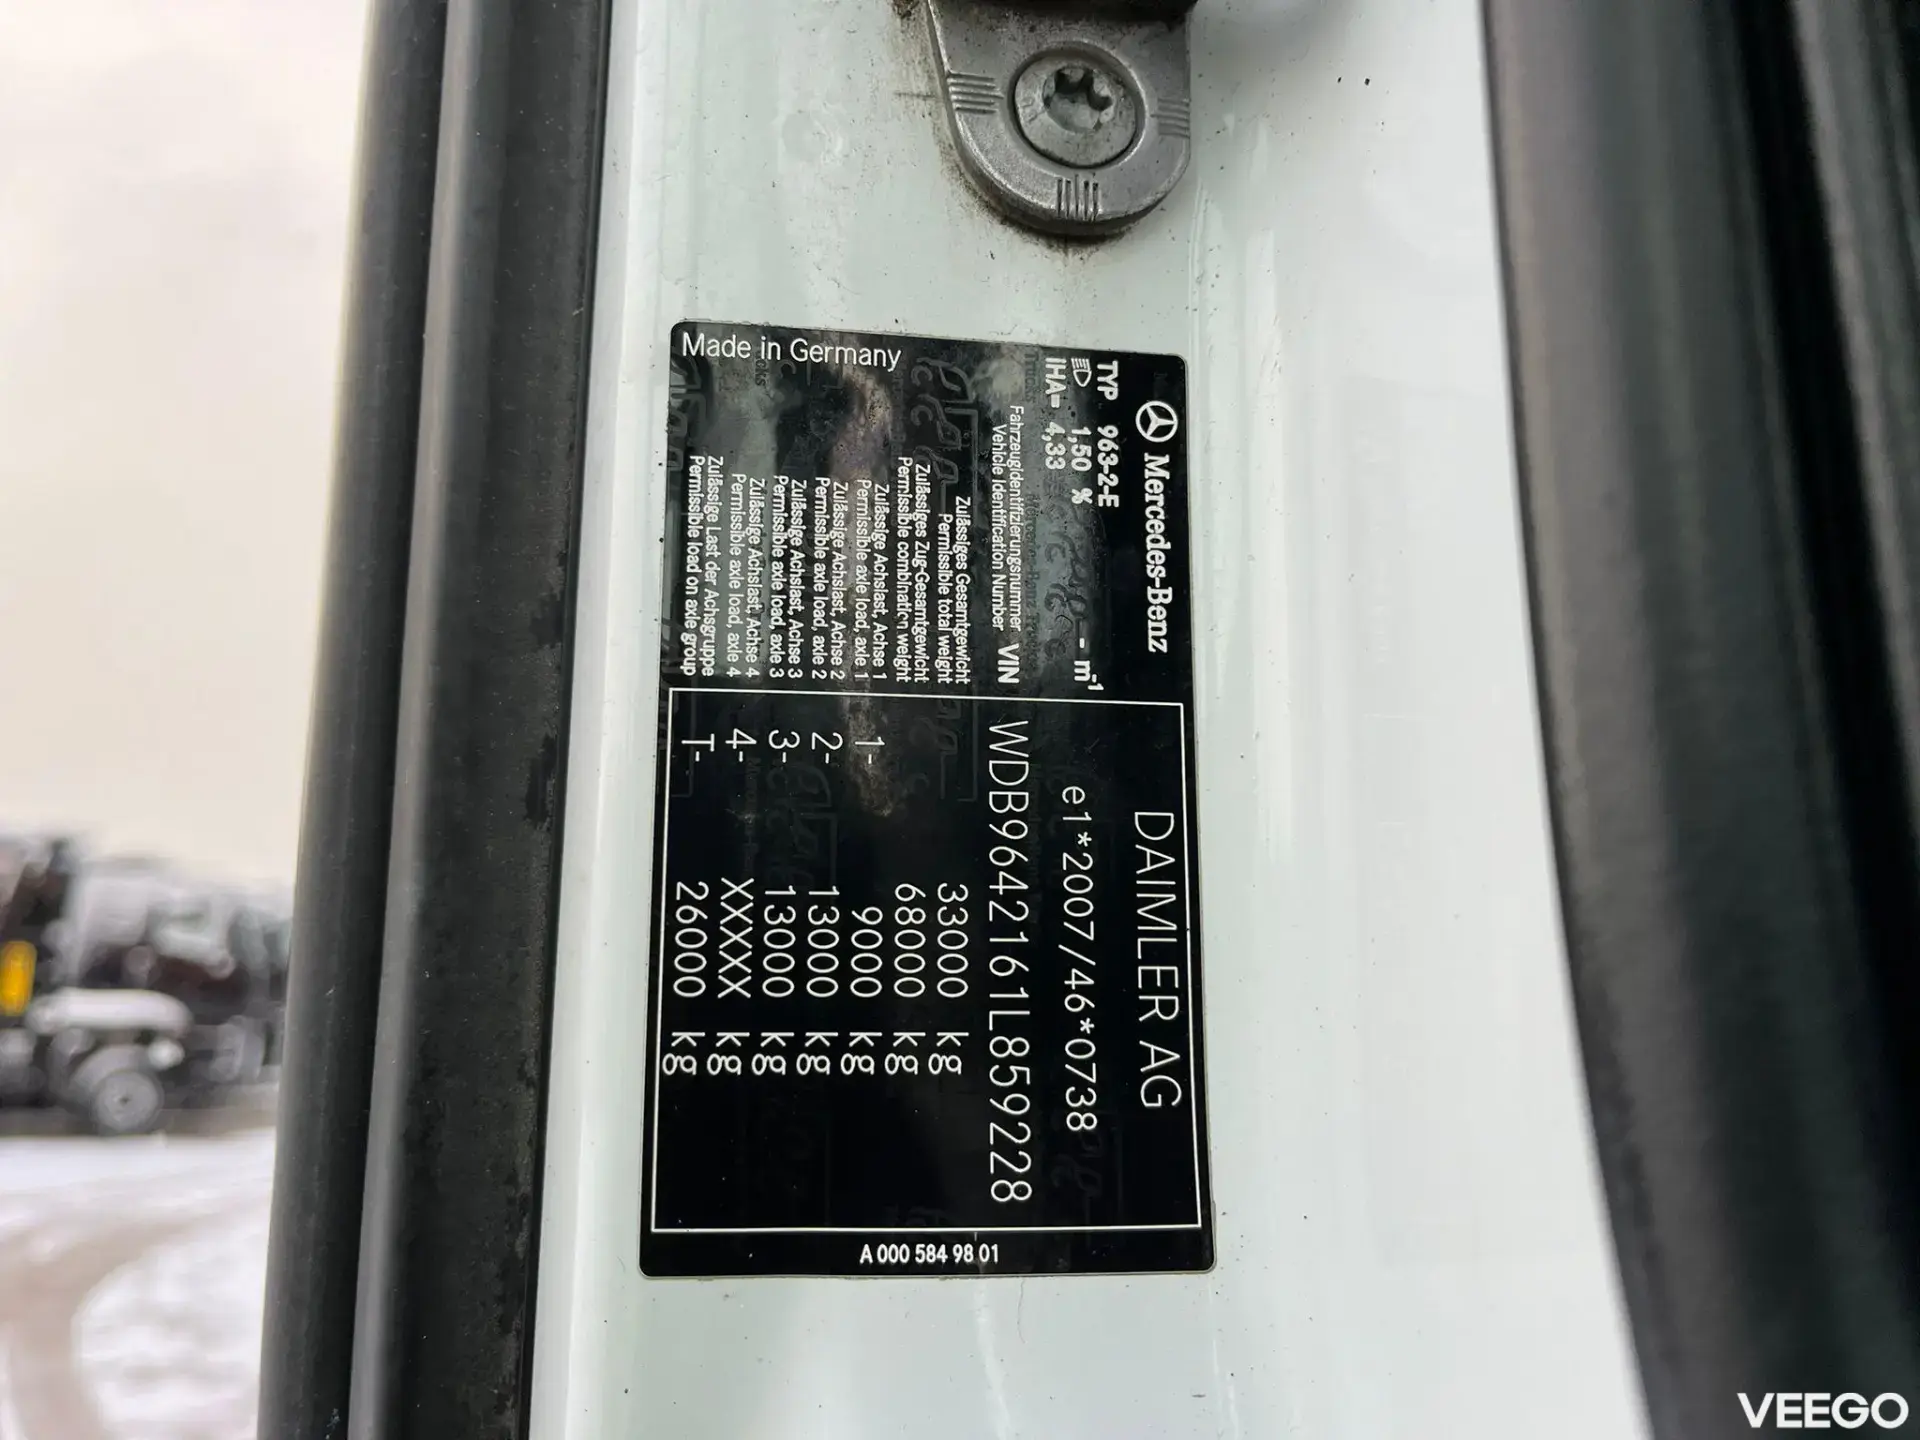 Mercedes-Benz DAIMLER AG
TYP 963-2-E
1,50 % - m⁻¹ e1*2007/46*0738
IHA= 4,33
Fahrzeugidentifizierungsnummer
Vehicle Identification Number VIN WDB9642161L859228
Zulässiges Gesamtgewicht
Permissible total weight 33000 kg
Zulässiges Zug-Gesamtgewicht
Permissible combination weight 68000 kg
Zulässige Achslast, Achse 1
Permissible axle load, axle 1 1- 9000 kg
Zulässige Achslast, Achse 2
Permissible axle load, axle 2 2- 13000 kg
Zulässige Achslast, Achse 3
Permissible axle load, axle 3 3- 13000 kg
Zulässige Achslast, Achse 4
Permissible axle load, axle 4 4- XXXXX kg
Zulässige Last der Achsgruppe
Permissible load on axle group T- 26000 kg
Made in Germany
A 000 584 98 01
VEEGO